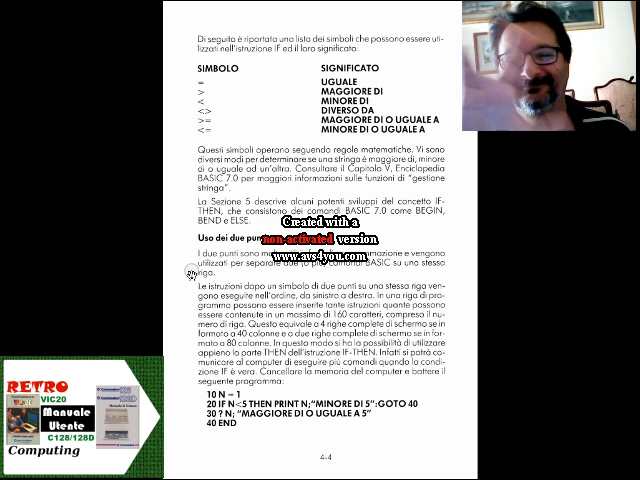 Di seguito è riportata una lista dei simboli che possono essere uti-
lizzati nell'istruzione IF ed il loro significato.
SIMBOLO SIGNIFICATO
= UGUALE
> MAGGIORE DI
< MINORE DI
<> DIVERSO DA
>= MAGGIORE DI O UGUALE A
<= MINORE DI O UGUALE A
Questi simboli operano seguendo regole matematiche. Vi sono
diversi modi per determinare se una stringa è maggiore di, minore
di o uguale ad un'altra. Consultare il Capitolo V, Enciclopedia
BASIC 7.0 per maggiori informazioni sulle funzioni di "gestione
stringa".
La Sezione 5 descrive alcuni potenti sviluppi del concetto IF-
THEN, che consistono dei comandi BASIC 7.0 come BEGIN,
BEND e ELSE.
Created with a
non-activated version
www.avs4you.com
Uso dei due punti
I due punti sono
utilizzati per separare due o più comandi BASIC su una stessa
riga.
Le istruzioni dopo un simbolo di due punti su una stessa riga ven-
gono eseguite nell'ordine, da sinistra a destra. In una riga di pro-
gramma possono essere inserite tante istruzioni quante possono
essere contenute in un massimo di 160 caratteri, compreso il nu-
mero di riga. Questo equivale a 4 righe complete di schermo se in
formato a 40 colonne e a due righe complete di schermo se in for-
mato a 80 colonne. In questo modo si ha la possibilità di utilizzare
appieno la parte THEN dell'istruzione IF-THEN. Infatti si potrà co-
municare al computer di eseguire più comandi quando la condi-
zione IF è vera. Cancellate la memoria del computer e battere il
seguente programma:
10 N = 1
20 IF N<5 THEN PRINT N;"MINORE DI 5":GOTO 40
30 ? N; "MAGGIORE DI O UGUALE A 5"
40 END
4-4
RETRO
VIC20
Manuale
Utente
C128/128D
Computing